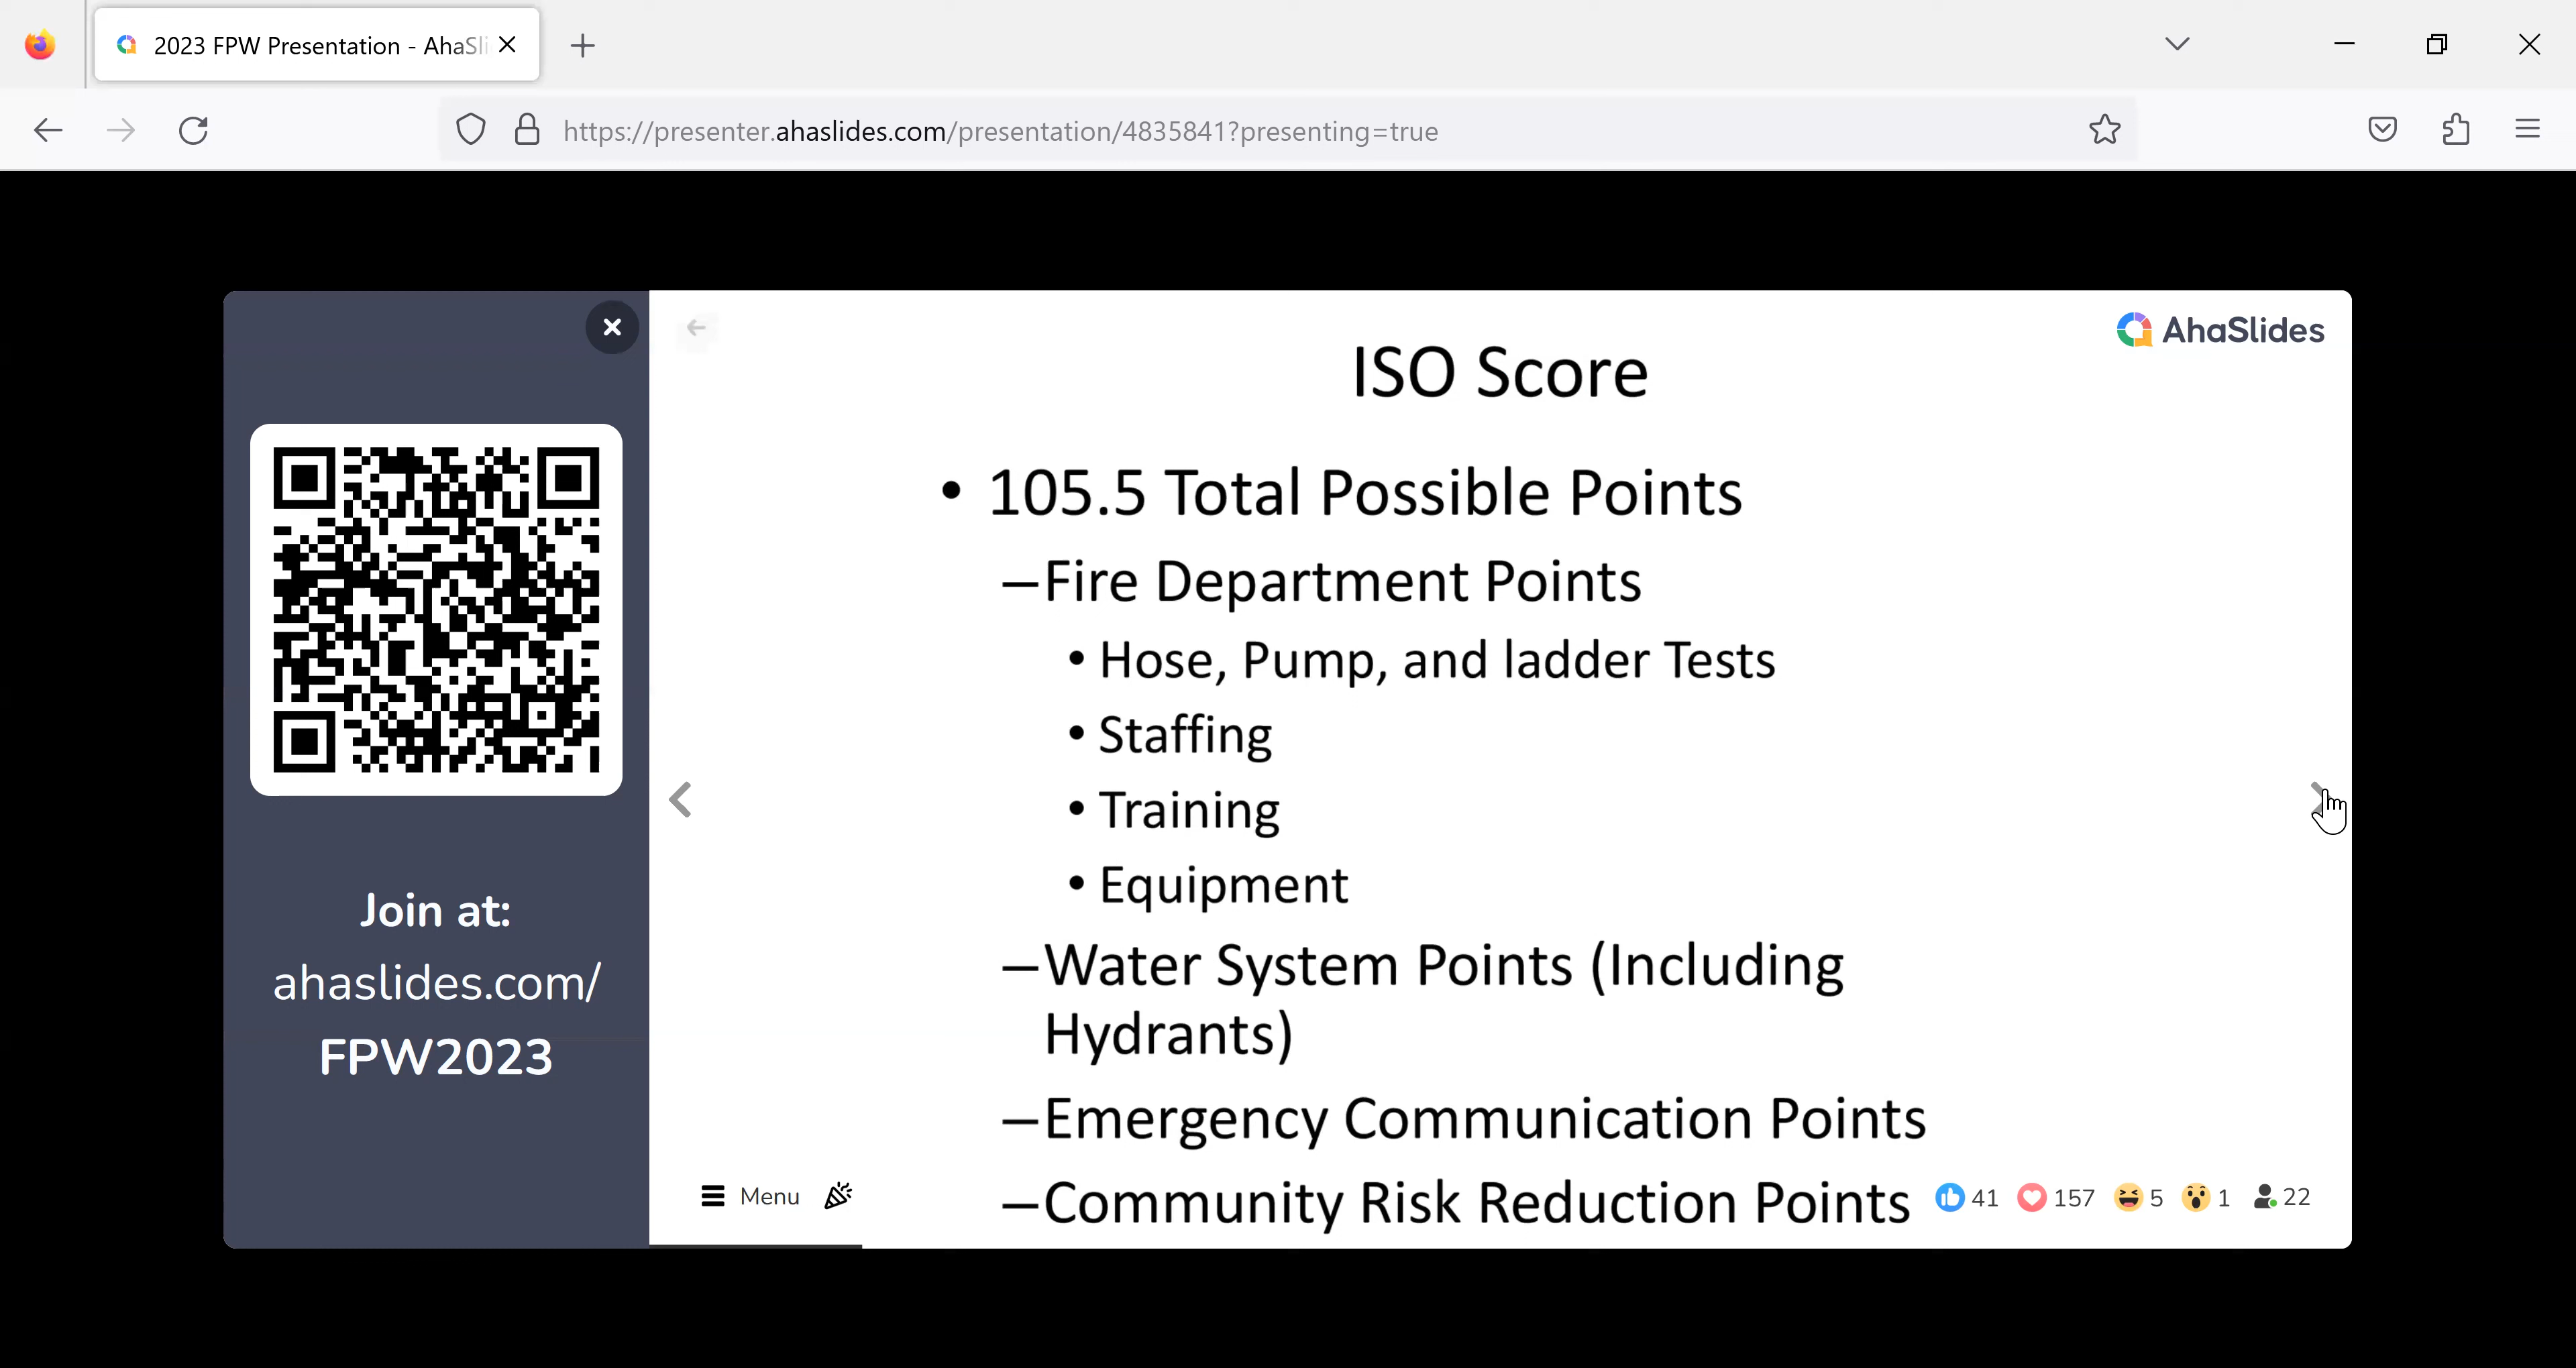 2023 FPW Presentation - AhaSli
https://presenter.ahaslides.com/presentation/4835841?presenting=true
AhaSlides
ISO Score
• 105.5 Total Possible Points
–Fire Department Points
• Hose, Pump, and ladder Tests
• Staffing
• Training
• Equipment
–Water System Points (Including
Hydrants)
–Emergency Communication Points
–Community Risk Reduction Points
Join at:
ahaslides.com/
FPW2023
Menu
41 157 5 1 22